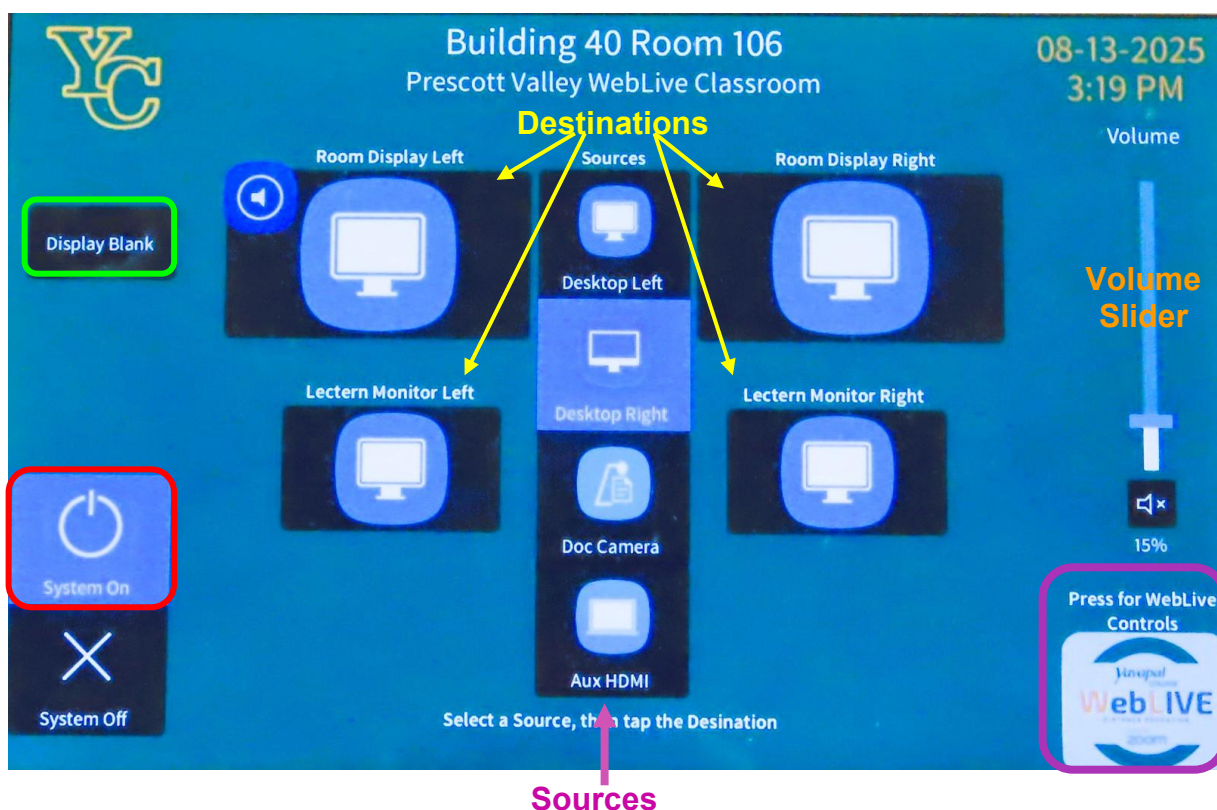 YC
Building 40 Room 106
Prescott Valley WebLive Classroom
08-13-2025
3:19 PM
Destinations
Volume
Room Display Left
Sources
Room Display Right
Display Blank
Desktop Left
Volume
Slider
Lectern Monitor Left
Desktop Right
Lectern Monitor Right
Doc Camera
15%
System On
Press for WebLive
Controls
Aux HDMI
Yavapai
WebLIVE
zoom
System Off
Select a Source, then tap the Desination
Sources